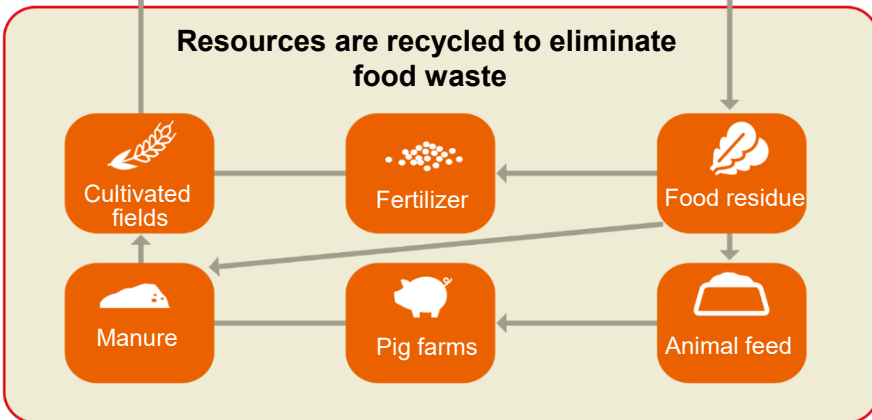 Resources are recycled to eliminate
food waste
Cultivated
fields
Fertilizer
Food residue
Manure
Pig farms
Animal feed